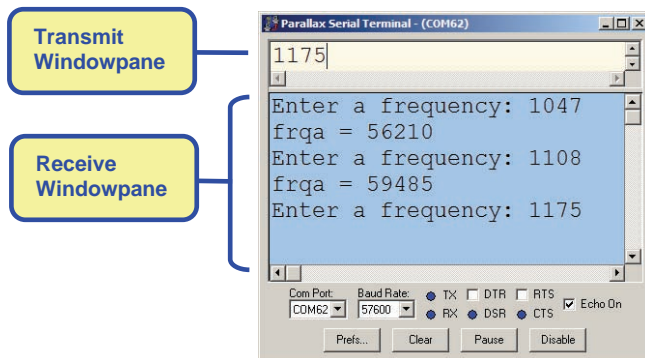 Transmit
Windowpane
Receive
Windowpane
Parallax Serial Terminal - (COM62)
1175
Enter a frequency: 1047
frqa = 56210
Enter a frequency: 1108
frqa = 59485
Enter a frequency: 1175
Com Port: Baud Rate: TX DTR RTS
COM62 57600 RX DSR CTS Echo On
Prefs... Clear Pause Disable